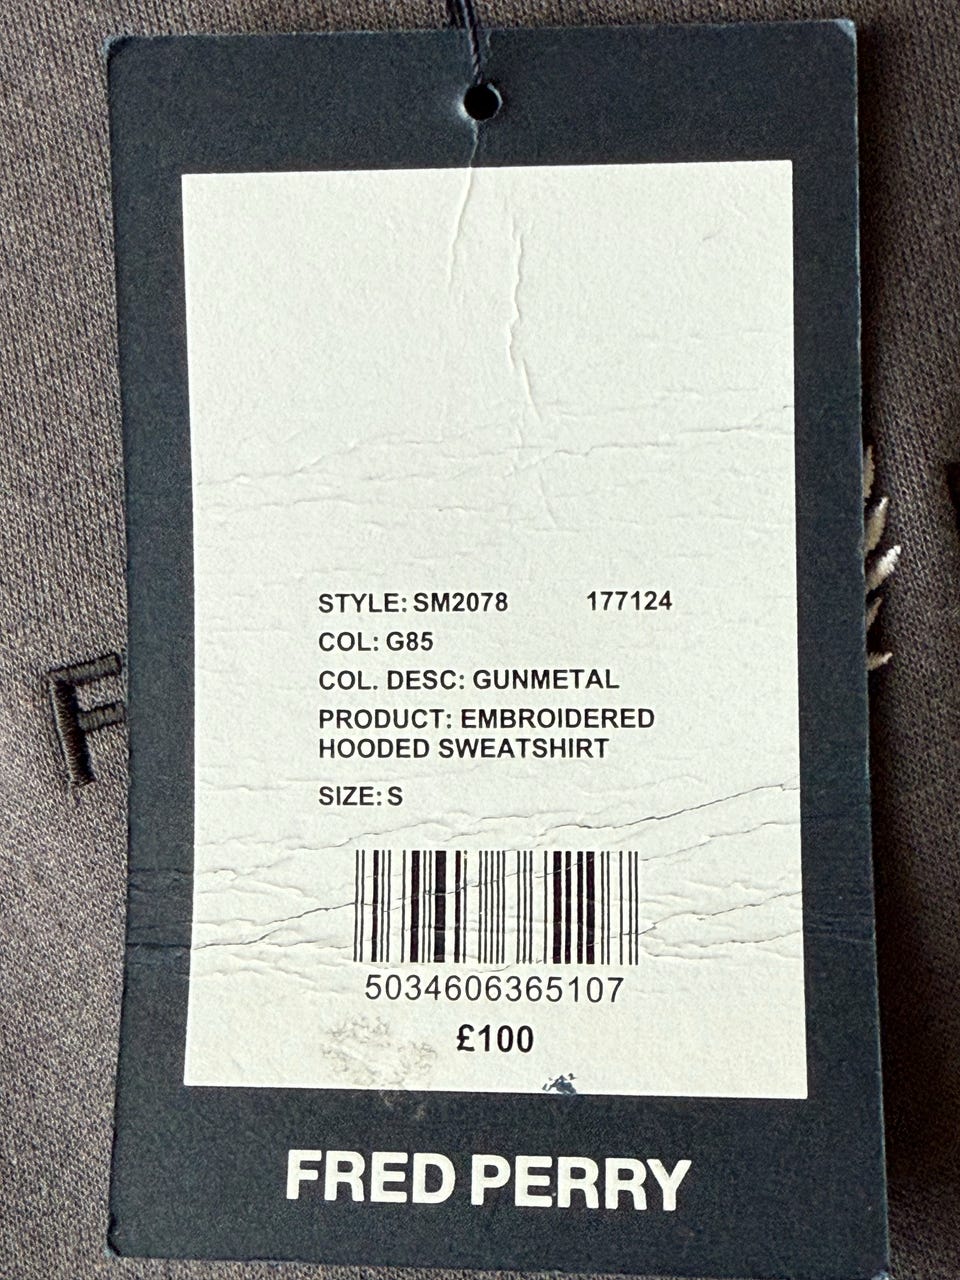 STYLE: SM2078 177124
COL: G85
COL. DESC: GUNMETAL
PRODUCT: EMBROIDERED
HOODED SWEATSHIRT
SIZE: S
5034606365107
£100
FRED PERRY
F